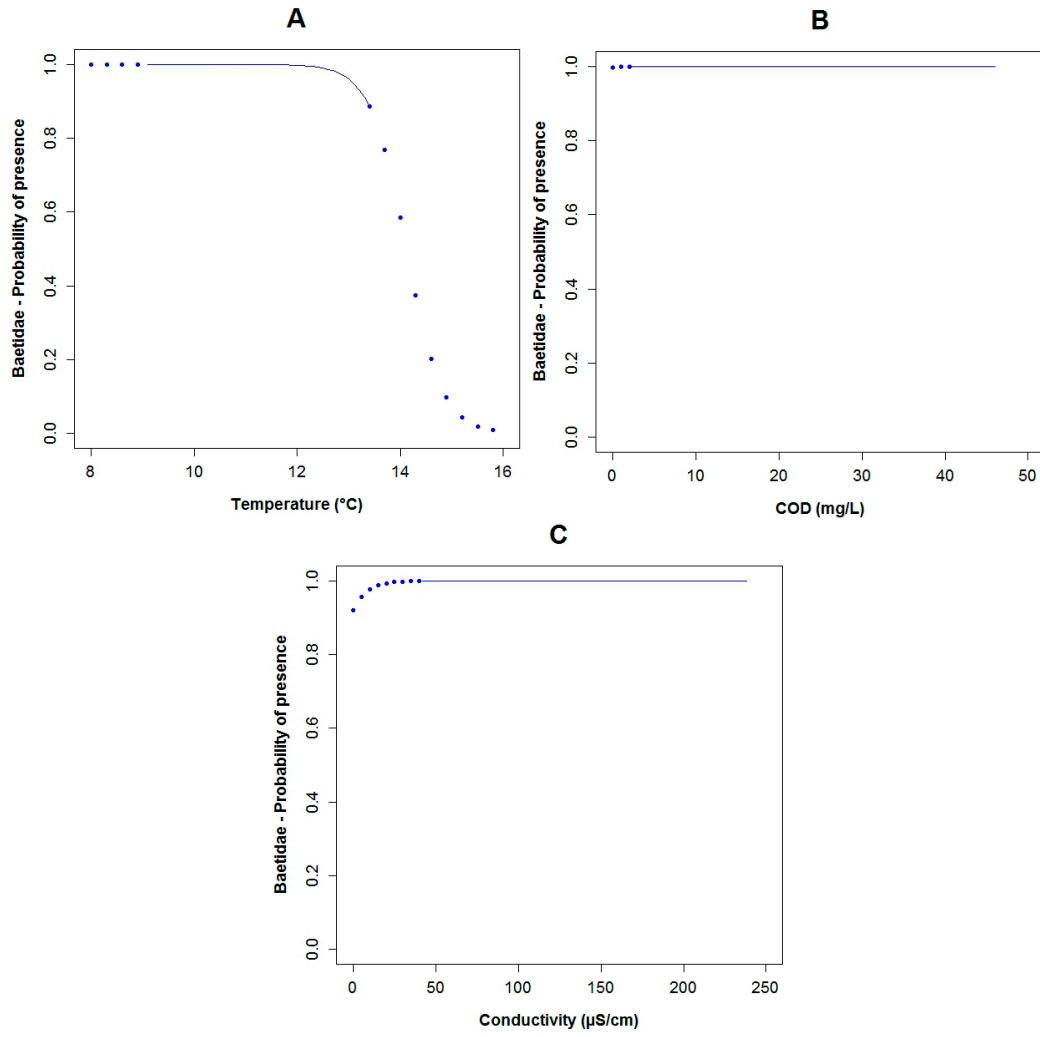 A
Baetidae - Probability of presence
1.0
0.8
0.6
0.4
0.2
0.0
8 10 12 14 16
Temperature (°C)
B
Baetidae - Probability of presence
1.0
0.8
0.6
0.4
0.2
0.0
0 10 20 30 40 50
COD (mg/L)
C
Baetidae - Probability of presence
1.0
0.8
0.6
0.4
0.2
0.0
0 50 100 150 200 250
Conductivity (µS/cm)